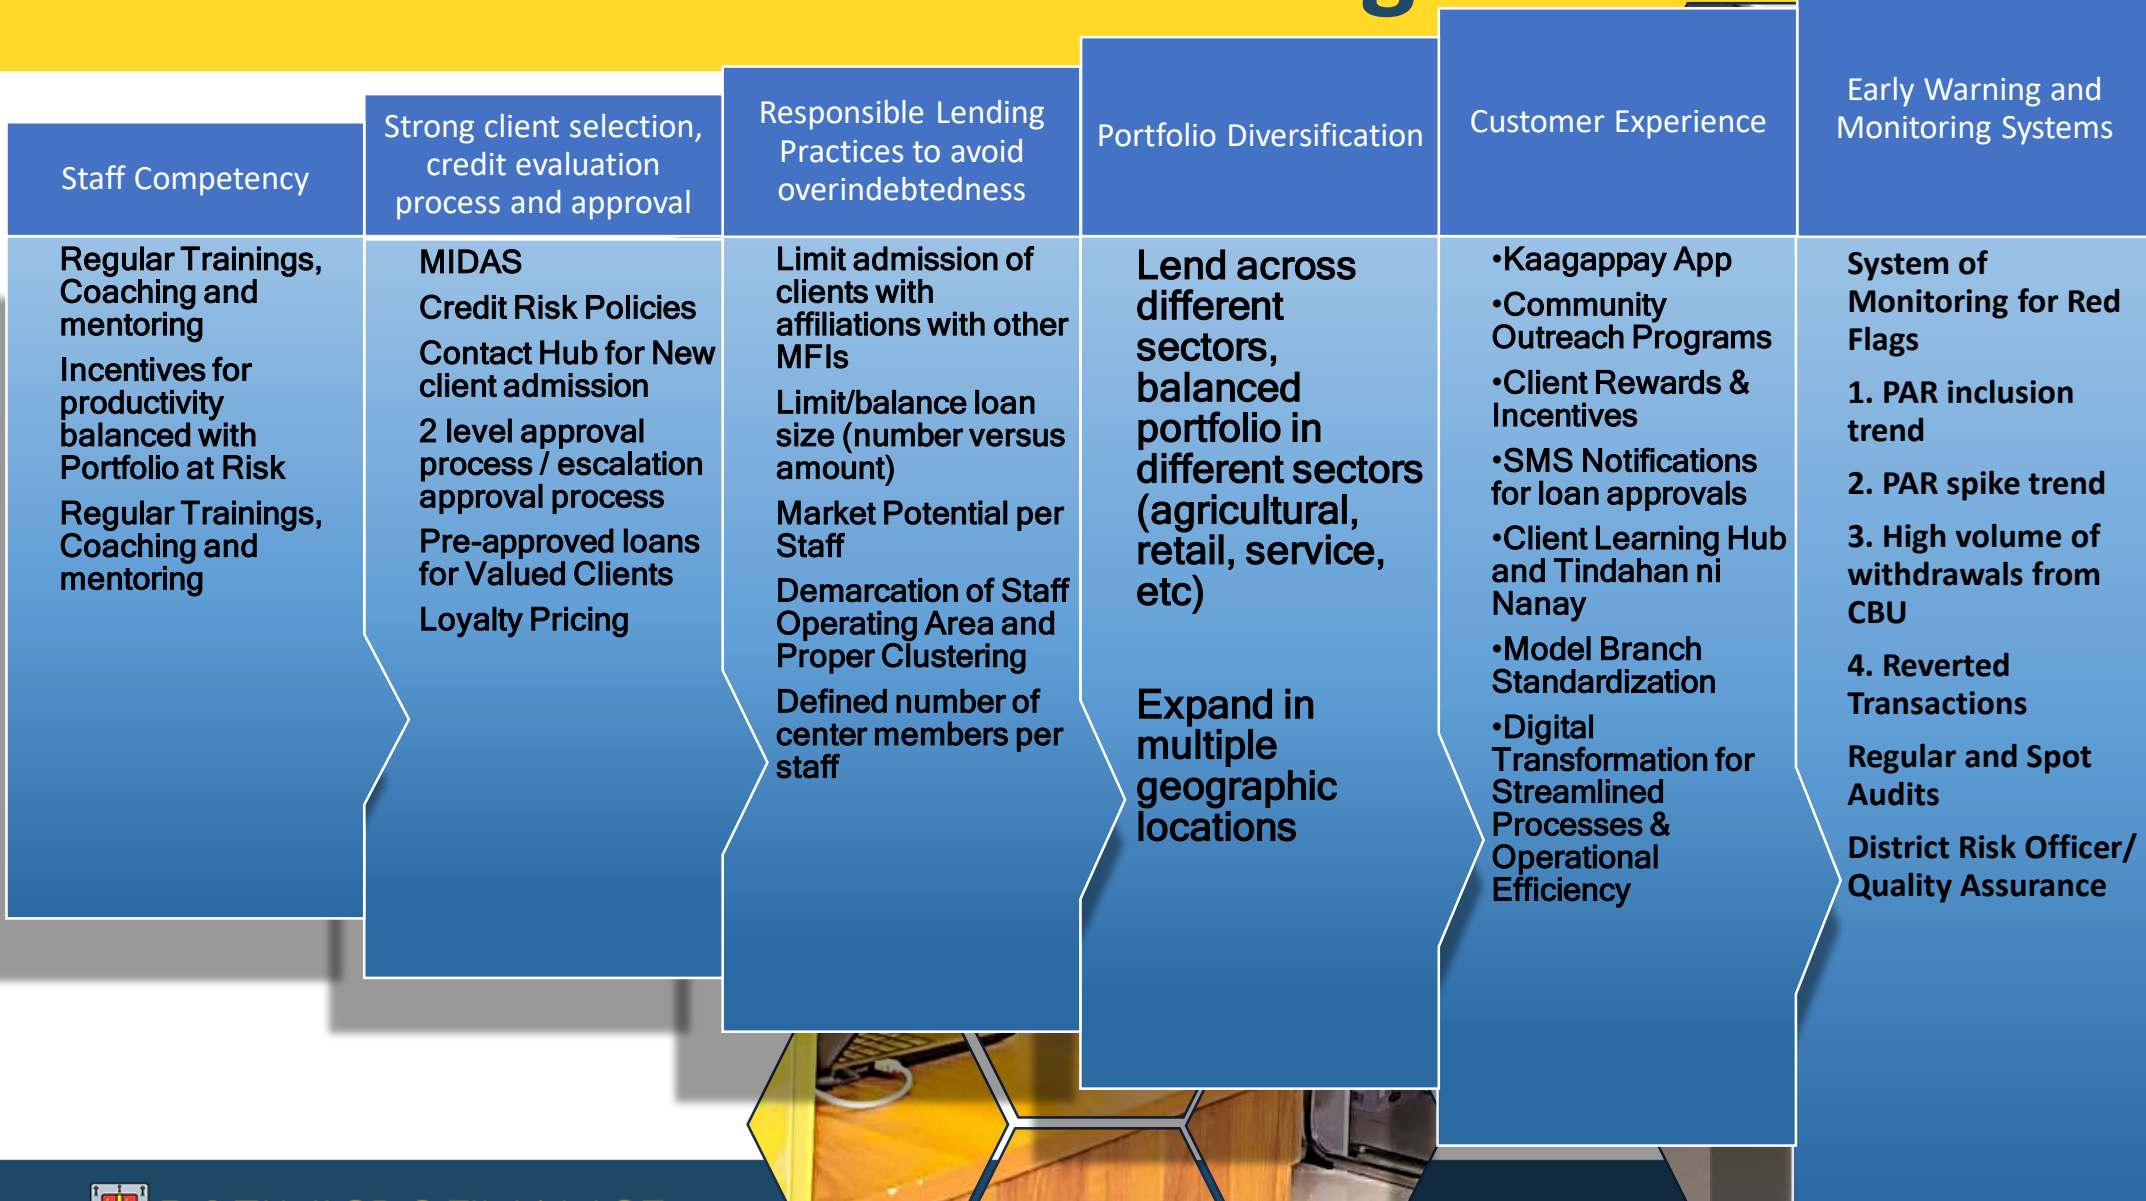 Staff Competency
Regular Trainings,
Coaching and
mentoring
Incentives for
productivity
balanced with
Portfolio at Risk
Regular Trainings,
Coaching and
mentoring
Strong client selection,
credit evaluation
process and approval
MIDAS
Credit Risk Policies
Contact Hub for New
client admission
2 level approval
process / escalation
approval process
Pre-approved loans
for Valued Clients
Loyalty Pricing
Responsible Lending
Practices to avoid
overindebtedness
Limit admission of
clients with
affiliations with other
MFIs
Limit/balance loan
size (number versus
amount)
Market Potential per
Staff
Demarcation of Staff
Operating Area and
Proper Clustering
Defined number of
center members per
staff
Portfolio Diversification
Lend across
different
sectors,
balanced
portfolio in
different sectors
(agricultural,
retail, service,
etc)
Expand in
multiple
geographic
locations
Customer Experience
•Kaagappay App
•Community
Outreach Programs
•Client Rewards &
Incentives
•SMS Notifications
for loan approvals
•Client Learning Hub
and Tindahan ni
Nanay
•Model Branch
Standardization
•Digital
Transformation for
Streamlined
Processes &
Operational
Efficiency
Early Warning and
Monitoring Systems
System of
Monitoring for Red
Flags
1. PAR inclusion
trend
2. PAR spike trend
3. High volume of
withdrawals from
CBU
4. Reverted
Transactions
Regular and Spot
Audits
District Risk Officer/
Quality Assurance